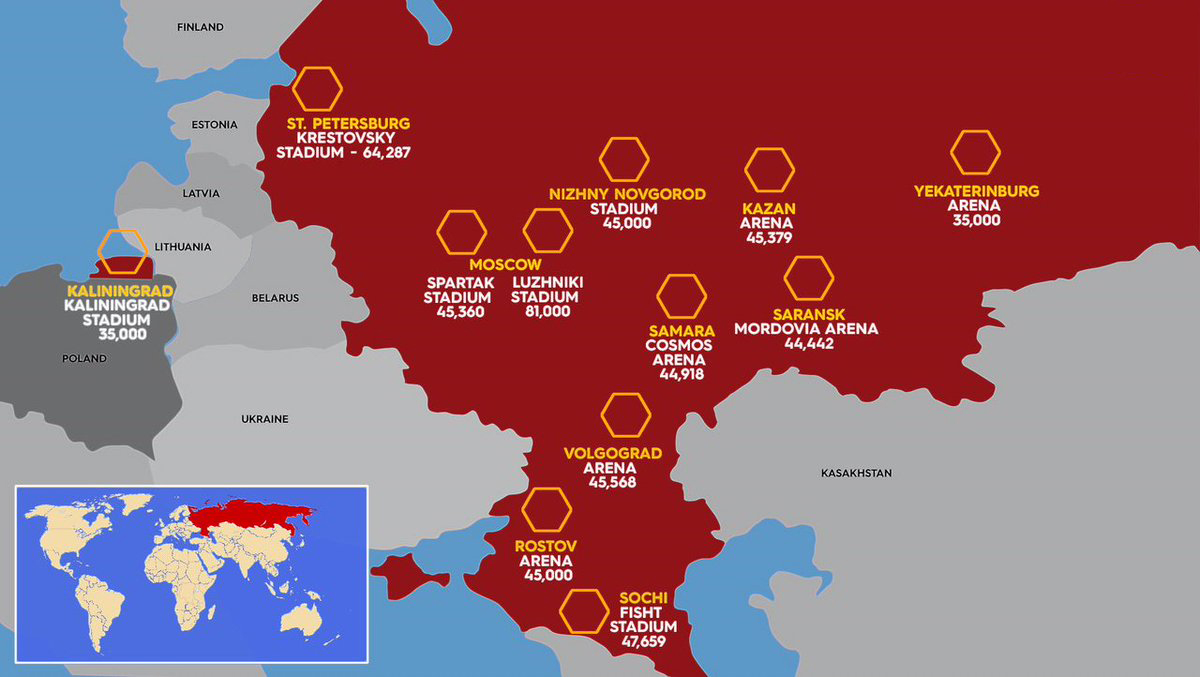 FINLAND
ESTONIA
LATVIA
LITHUANIA
BELARUS
POLAND
UKRAINE
KASAKHSTAN
ST. PETERSBURG
KRESTOVSKY
STADIUM - 64,287
NIZHNY NOVGOROD
STADIUM
45,000
KAZAN
ARENA
45,379
YEKATERINBURG
ARENA
35,000
MOSCOW
SPARTAK
STADIUM
45,360
LUZHNIKI
STADIUM
81,000
KALININGRAD
KALININGRAD
STADIUM
35,000
SAMARA
COSMOS
ARENA
44,918
SARANSK
MORDOVIA ARENA
44,442
VOLGOGRAD
ARENA
45,568
ROSTOV
ARENA
45,000
SOCHI
FISHT
STADIUM
47,659